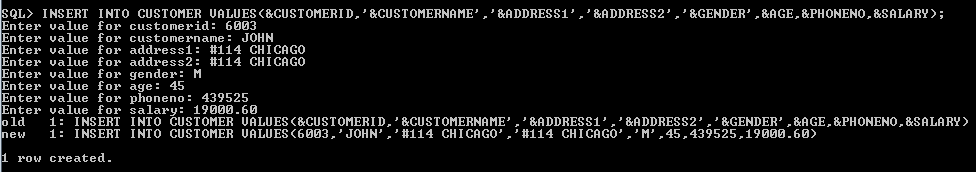 SQL> INSERT INTO CUSTOMER VALUES(&CUSTOMERID,'&CUSTOMERNAME','&ADDRESS1','&ADDRESS2','&GENDER',&AGE,&PHONENO,&SALARY);
Enter value for customerid: 6003
Enter value for customername: JOHN
Enter value for address1: #114 CHICAGO
Enter value for address2: #114 CHICAGO
Enter value for gender: M
Enter value for age: 45
Enter value for phoneno: 439525
Enter value for salary: 19000.60
old   1: INSERT INTO CUSTOMER VALUES(&CUSTOMERID,'&CUSTOMERNAME','&ADDRESS1','&ADDRESS2','&GENDER',&AGE,&PHONENO,&SALARY)
new   1: INSERT INTO CUSTOMER VALUES(6003,'JOHN','#114 CHICAGO','#114 CHICAGO','M',45,439525,19000.60)
1 row created.